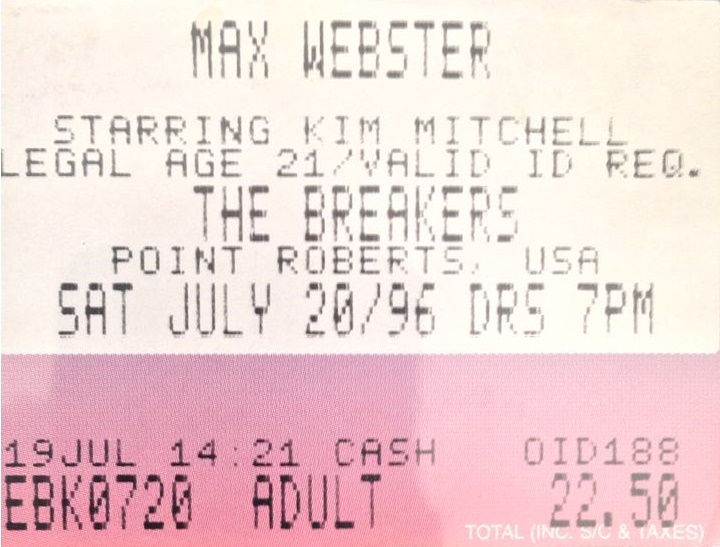 MAX WEBSTER
STARRING KIM MITCHELL
LEGAL AGE 21/VALID ID REQ.
THE BREAKERS
POINT ROBERTS, USA
SAT JULY 20/96 DRS 7PM
19JUL 14:21 CASH OID188
EBK0720 ADULT 22.50
TOTAL (INC. S/C & TAXES)